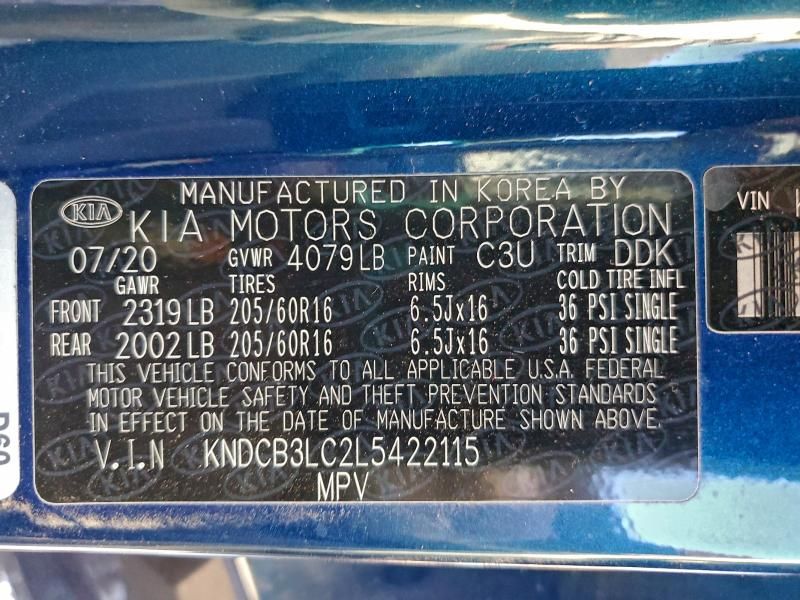 MANUFACTURED IN KOREA BY
KIA KIA MOTORS CORPORATION
07/20 GVWR 4079LB PAINT C3U TRIM DDK
GAWR TIRES RIMS COLD TIRE INFL
FRONT 2319LB 205/60R16 6.5Jx16 36 PSI SINGLE
REAR 2002LB 205/60R16 6.5Jx16 36 PSI SINGLE
THIS VEHICLE CONFORMS TO ALL APPLICABLE U.S.A. FEDERAL
MOTOR VEHICLE SAFETY AND THEFT PREVENTION STANDARDS
IN EFFECT ON THE DATE OF MANUFACTURE SHOWN ABOVE.
V.I.N KNDCB3LC2L5422115
MPV
VIN